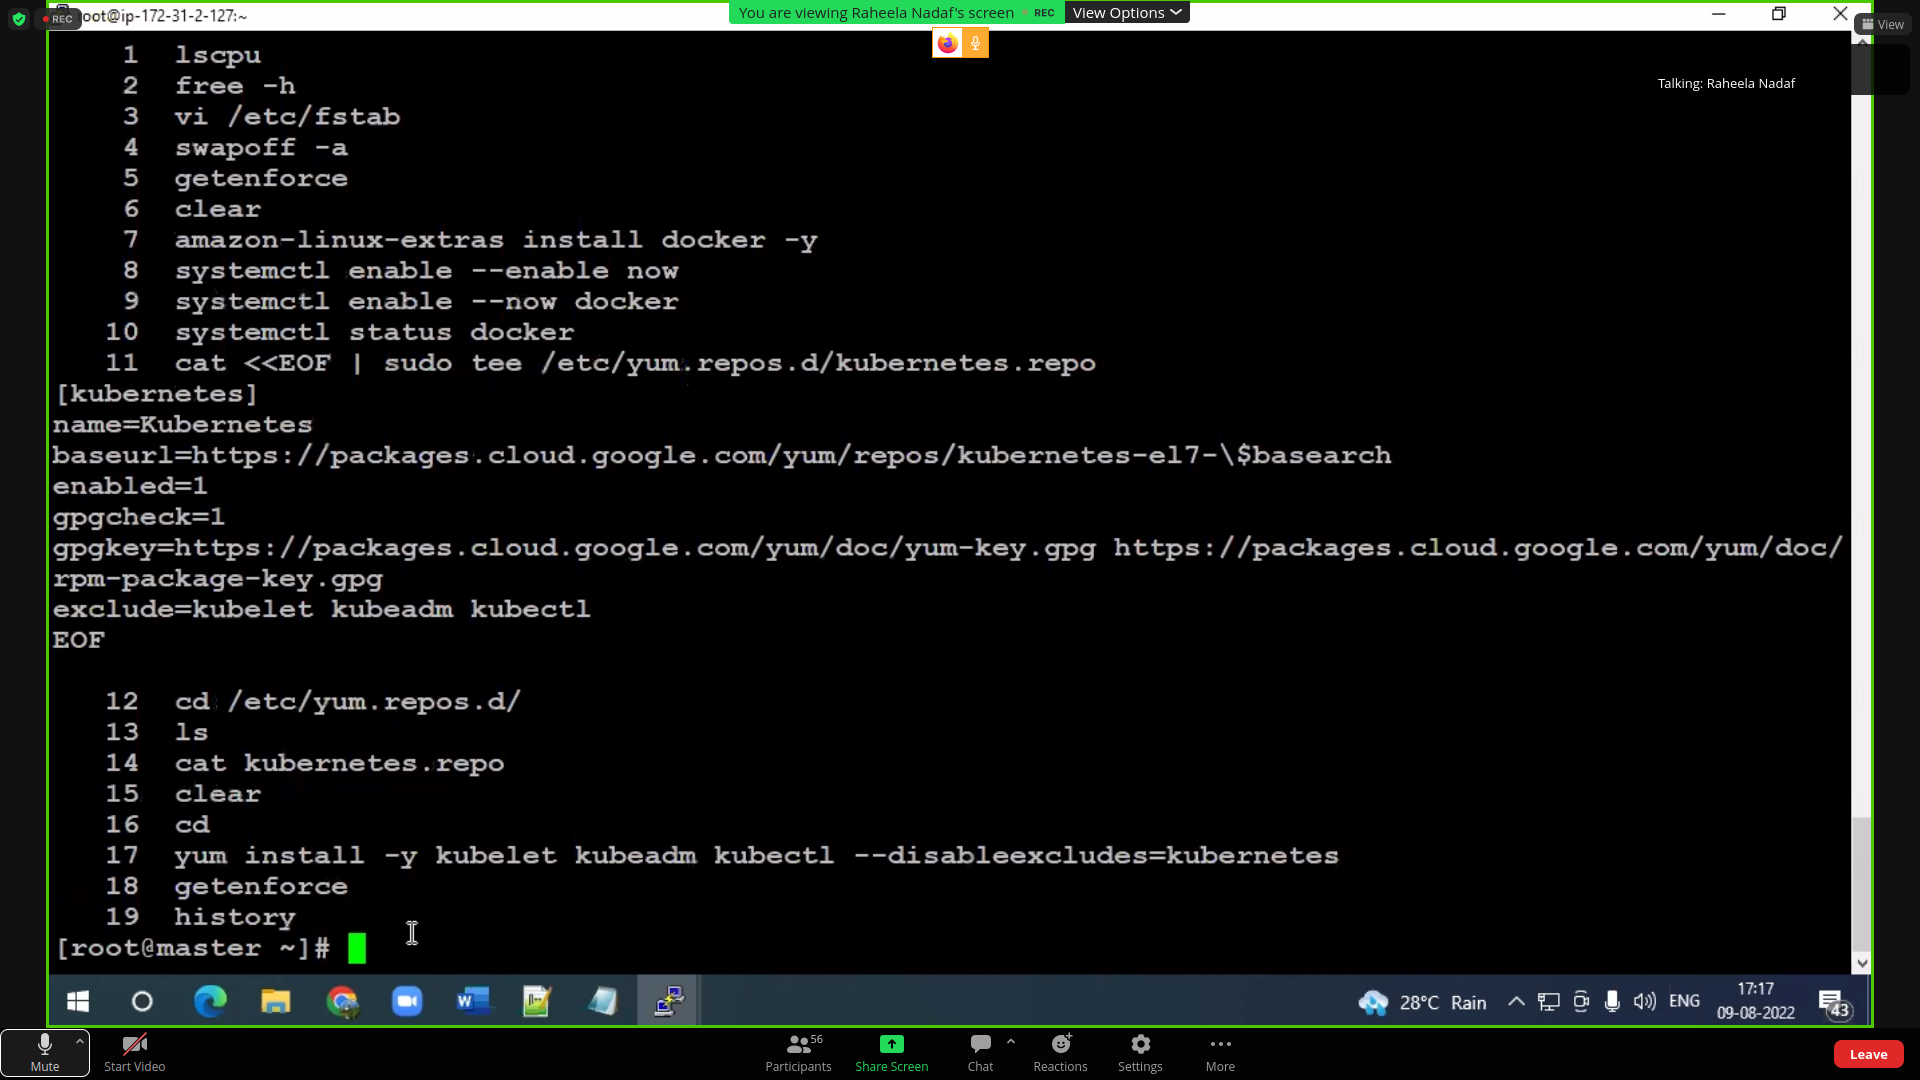 REC
root@ip-172-31-2-127:~
You are viewing Raheela Nadaf's screen REC View Options
View
Talking: Raheela Nadaf
1 lscpu
2 free -h
3 vi /etc/fstab
4 swapoff -a
5 getenforce
6 clear
7 amazon-linux-extras install docker -y
8 systemctl enable --enable now
9 systemctl enable --now docker
10 systemctl status docker
11 cat <<EOF | sudo tee /etc/yum.repos.d/kubernetes.repo
[kubernetes]
name=Kubernetes
baseurl=https://packages.cloud.google.com/yum/repos/kubernetes-el7-\$basearch
enabled=1
gpgcheck=1
gpgkey=https://packages.cloud.google.com/yum/doc/yum-key.gpg https://packages.cloud.google.com/yum/doc/
rpm-package-key.gpg
exclude=kubelet kubeadm kubectl
EOF
12 cd /etc/yum.repos.d/
13 ls
14 cat kubernetes.repo
15 clear
16 cd
17 yum install -y kubelet kubeadm kubectl --disableexcludes=kubernetes
18 getenforce
19 history
[root@master ~]#
28°C Rain ENG 17:17
09-08-2022 43
Mute Start Video Participants 56 Share Screen Chat Reactions Settings More Leave